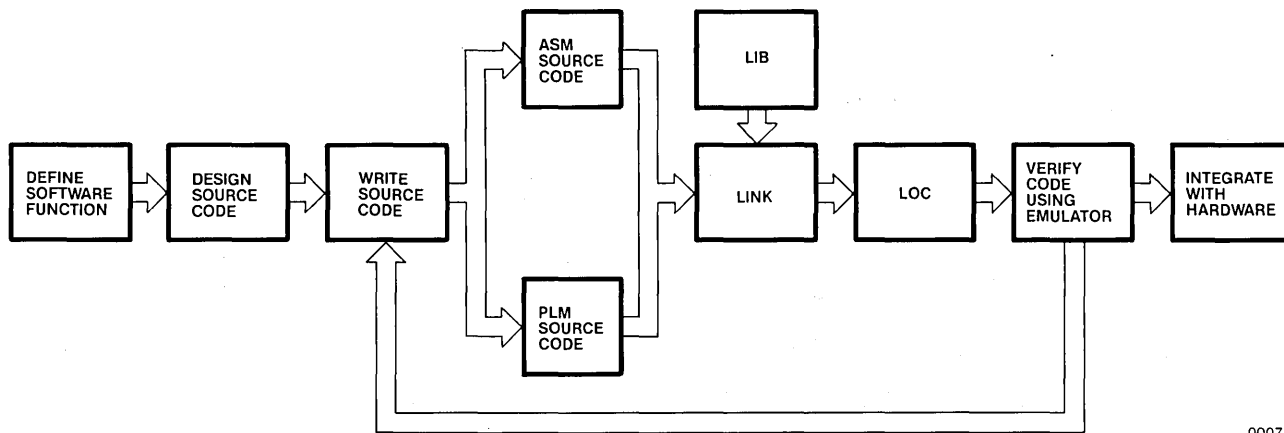 ASM
SOURCE
CODE
LIB
DEFINE
SOFTWARE
FUNCTION
DESIGN
SOURCE
CODE
WRITE
SOURCE
CODE
LINK
LOC
VERIFY
CODE
USING
EMULATOR
INTEGRATE
WITH
HARDWARE
PLM
SOURCE
CODE
0007